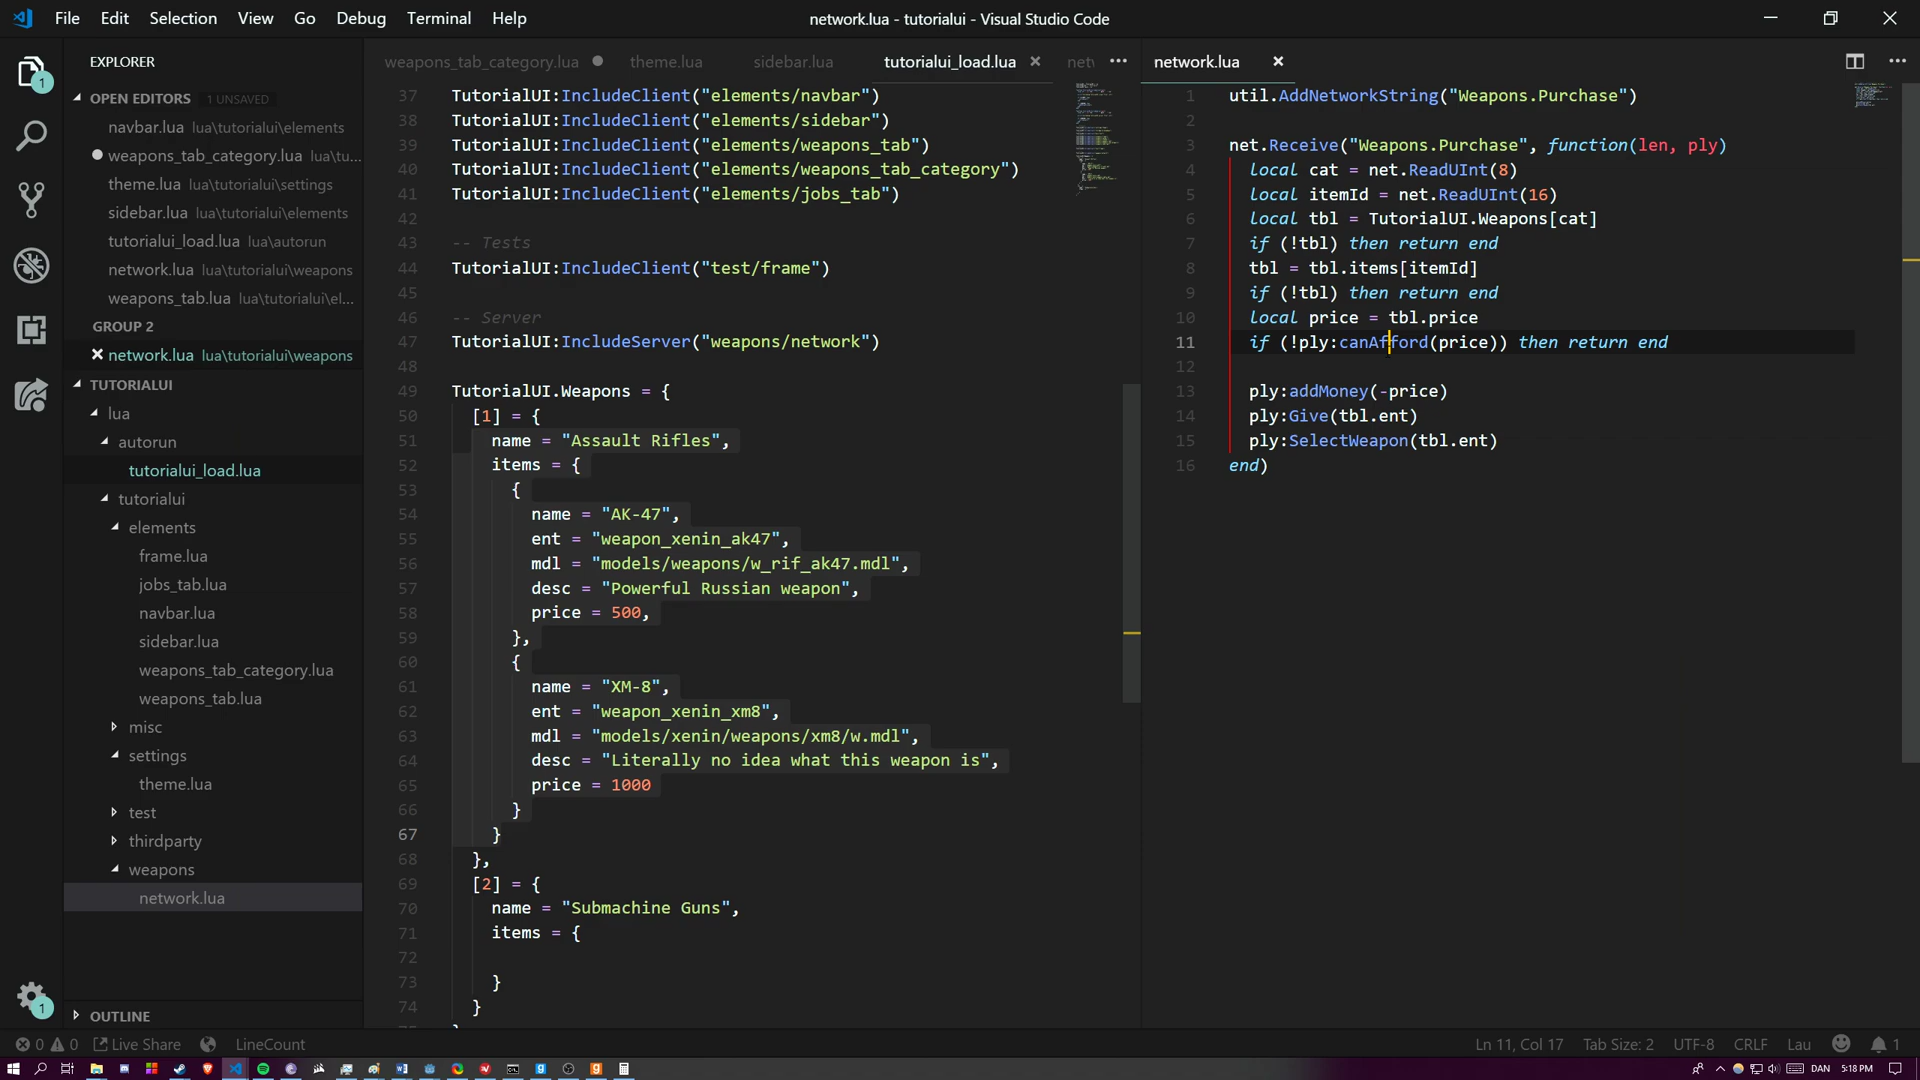 File Edit Selection View Go Debug Terminal Help
network.lua - tutorialui - Visual Studio Code
EXPLORER
OPEN EDITORS 1 UNSAVED
navbar.lua lua\tutorialui\elements
weapons_tab_category.lua lua\tu...
theme.lua lua\tutorialui\settings
sidebar.lua lua\tutorialui\elements
tutorialui_load.lua lua\autorun
network.lua lua\tutorialui\weapons
weapons_tab.lua lua\tutorialui\el...
GROUP 2
network.lua lua\tutorialui\weapons
TUTORIALUI
lua
autorun
tutorialui_load.lua
tutorialui
elements
frame.lua
jobs_tab.lua
navbar.lua
sidebar.lua
weapons_tab_category.lua
weapons_tab.lua
misc
settings
theme.lua
test
thirdparty
weapons
network.lua
OUTLINE
1
1
weapons_tab_category.lua theme.lua sidebar.lua tutorialui_load.lua net
37 TutorialUI:IncludeClient("elements/navbar")
38 TutorialUI:IncludeClient("elements/sidebar")
39 TutorialUI:IncludeClient("elements/weapons_tab")
40 TutorialUI:IncludeClient("elements/weapons_tab_category")
41 TutorialUI:IncludeClient("elements/jobs_tab")
42
43 -- Tests
44 TutorialUI:IncludeClient("test/frame")
45
46 -- Server
47 TutorialUI:IncludeServer("weapons/network")
48
49 TutorialUI.Weapons = {
50 [1] = {
51 name = "Assault Rifles",
52 items = {
53 {
54 name = "AK-47",
55 ent = "weapon_xenin_ak47",
56 mdl = "models/weapons/w_rif_ak47.mdl",
57 desc = "Powerful Russian weapon",
58 price = 500,
59 },
60 {
61 name = "XM-8",
62 ent = "weapon_xenin_xm8",
63 mdl = "models/xenin/weapons/xm8/w.mdl",
64 desc = "Literally no idea what this weapon is",
65 price = 1000
66 }
67 }
68 },
69 [2] = {
70 name = "Submachine Guns",
71 items = {
72
73 }
74 }
network.lua
1 util.AddNetworkString("Weapons.Purchase")
2
3 net.Receive("Weapons.Purchase", function(len, ply)
4 local cat = net.ReadUInt(8)
5 local itemId = net.ReadUInt(16)
6 local tbl = TutorialUI.Weapons[cat]
7 if (!tbl) then return end
8 tbl = tbl.items[itemId]
9 if (!tbl) then return end
10 local price = tbl.price
11 if (!ply:canAfford(price)) then return end
12
13 ply:addMoney(-price)
14 ply:Give(tbl.ent)
15 ply:SelectWeapon(tbl.ent)
16 end)
0 0 Live Share LineCount
Ln 11, Col 17 Tab Size: 2 UTF-8 CRLF Lau 1
DAN 5:18 PM